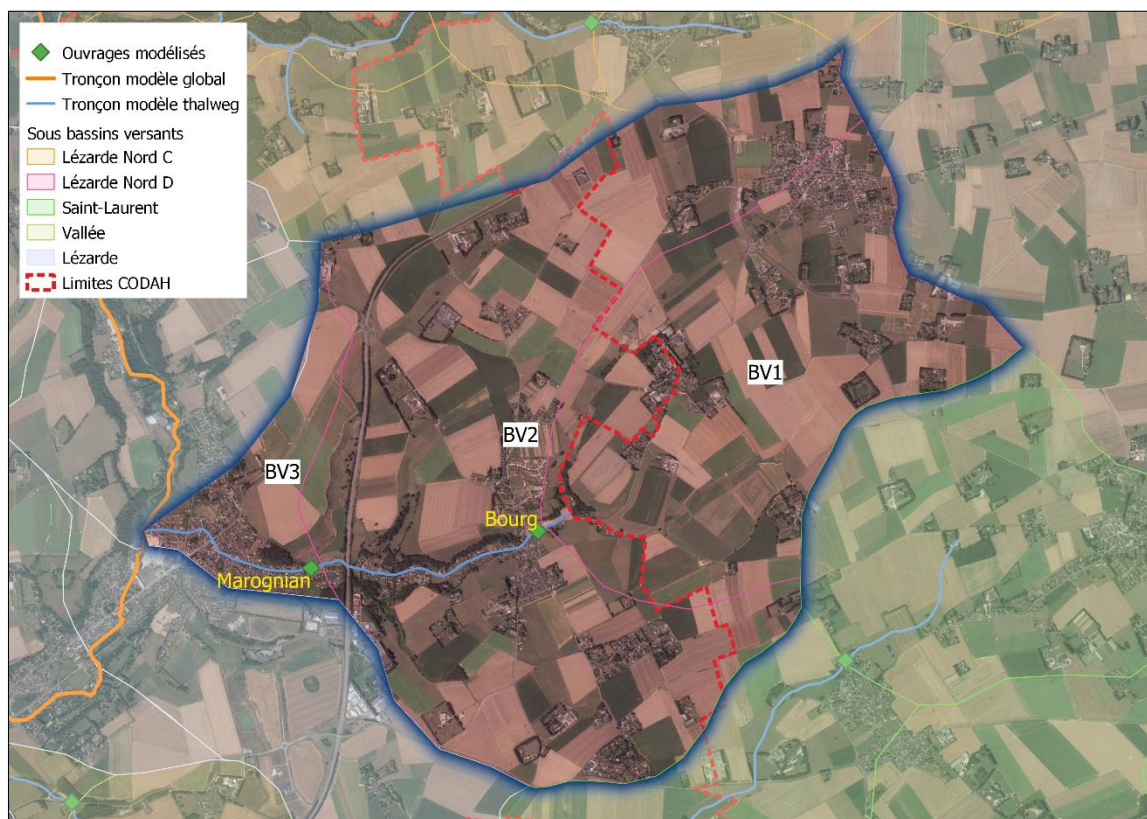 Ouvrages modélisés
Tronçon modèle global
Tronçon modèle thalweg
Sous bassins versants
Lézarde Nord C
Lézarde Nord D
Saint-Laurent
Vallée
Lézarde
Limites CODAH
BV1
BV2
BV3
Bourg
Marognian